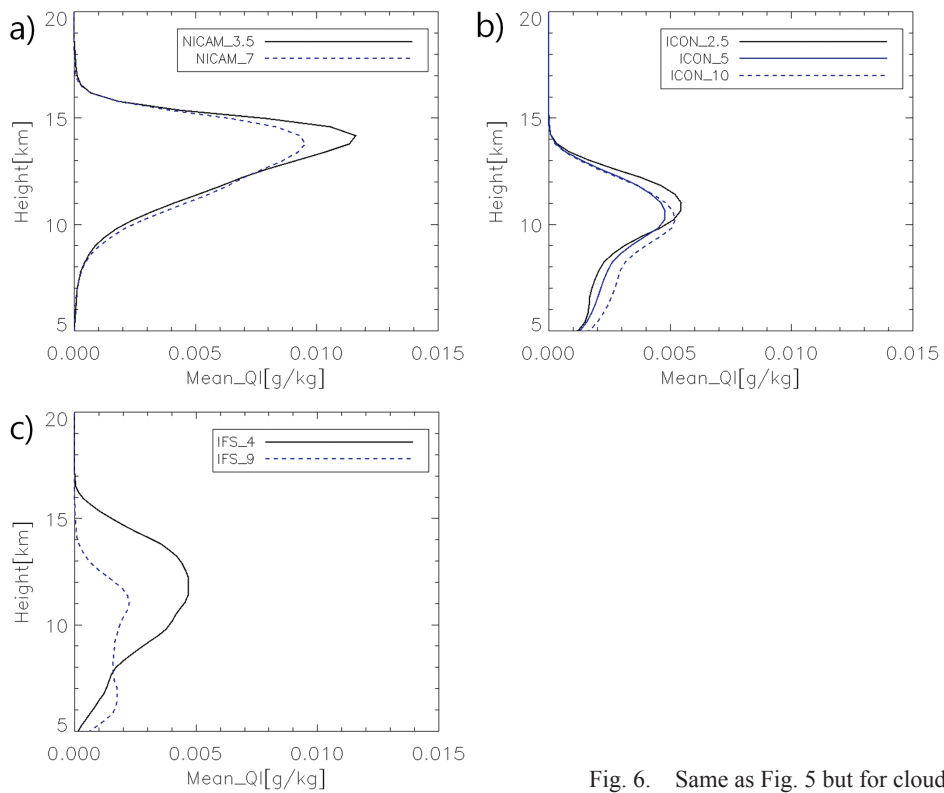 a)
20
15
10
5
Height[km]
NICAM_3.5
NICAM_7
0.000 0.005 0.010 0.015
Mean_QI[g/kg]
b)
20
15
10
5
Height[km]
ICON_2.5
ICON_5
ICON_10
0.000 0.005 0.010 0.015
Mean_QI[g/kg]
c)
20
15
10
5
Height[km]
IFS_4
IFS_9
0.000 0.005 0.010 0.015
Mean_QI[g/kg]
Fig. 6. Same as Fig. 5 but for cloud